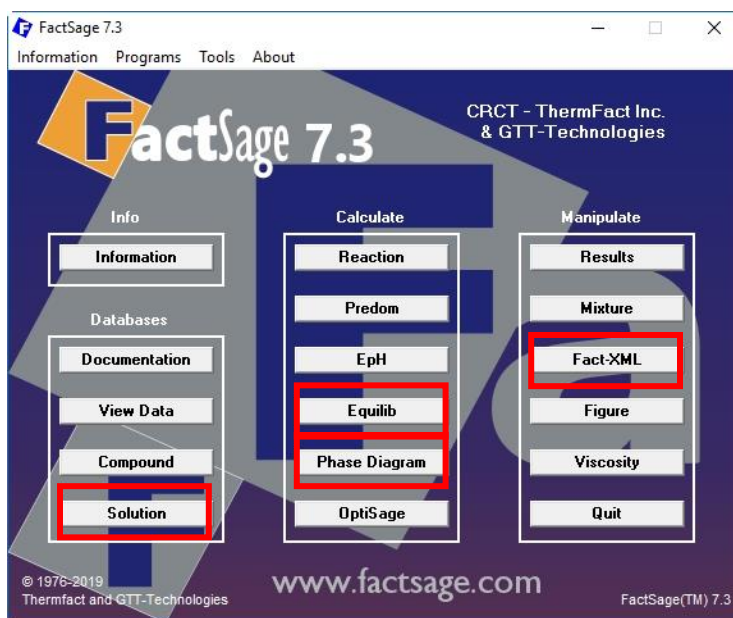 FactSage 7.3
Information Programs Tools About
FactSage 7.3
CRCT - ThermFact Inc.
& GTT-Technologies
Info
Information
Databases
Documentation
View Data
Compound
Solution
Calculate
Reaction
Predom
EpH
Equilib
Phase Diagram
OptiSage
Manipulate
Results
Mixture
Fact-XML
Figure
Viscosity
Quit
© 1976-2019
Thermfact and GTT-Technologies
www.factsage.com
FactSage(TM) 7.3